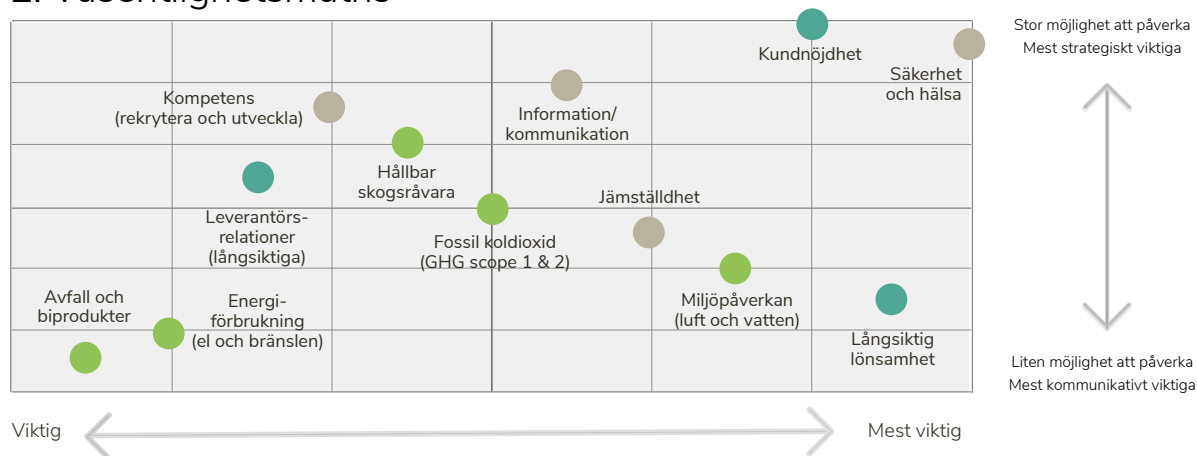 2. Väsentlighetsmatris
Stor möjlighet att påverka
Mest strategiskt viktiga
Kundnöjdhet
Säkerhet
och hälsa
Kompetens
(rekrytera och utveckla)
Information/
kommunikation
Hållbar
skogsråvara
Jämställdhet
Leverantörs-
relationer
(långsiktiga)
Fossil koldioxid
(GHG scope 1 & 2)
Avfall och
biprodukter
Energi-
förbrukning
(el och bränslen)
Miljöpåverkan
(luft och vatten)
Långsiktig
lönsamhet
Liten möjlighet att påverka
Mest kommunikativt viktiga
Viktig
Mest viktig